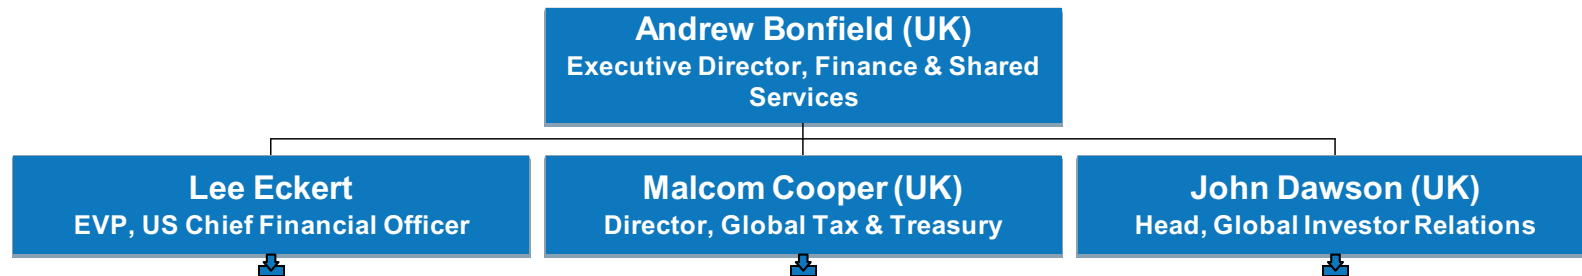 Andrew Bonfield (UK)
Executive Director, Finance & Shared
Services
Lee Eckert
EVP, US Chief Financial Officer
Malcom Cooper (UK)
Director, Global Tax & Treasury
John Dawson (UK)
Head, Global Investor Relations